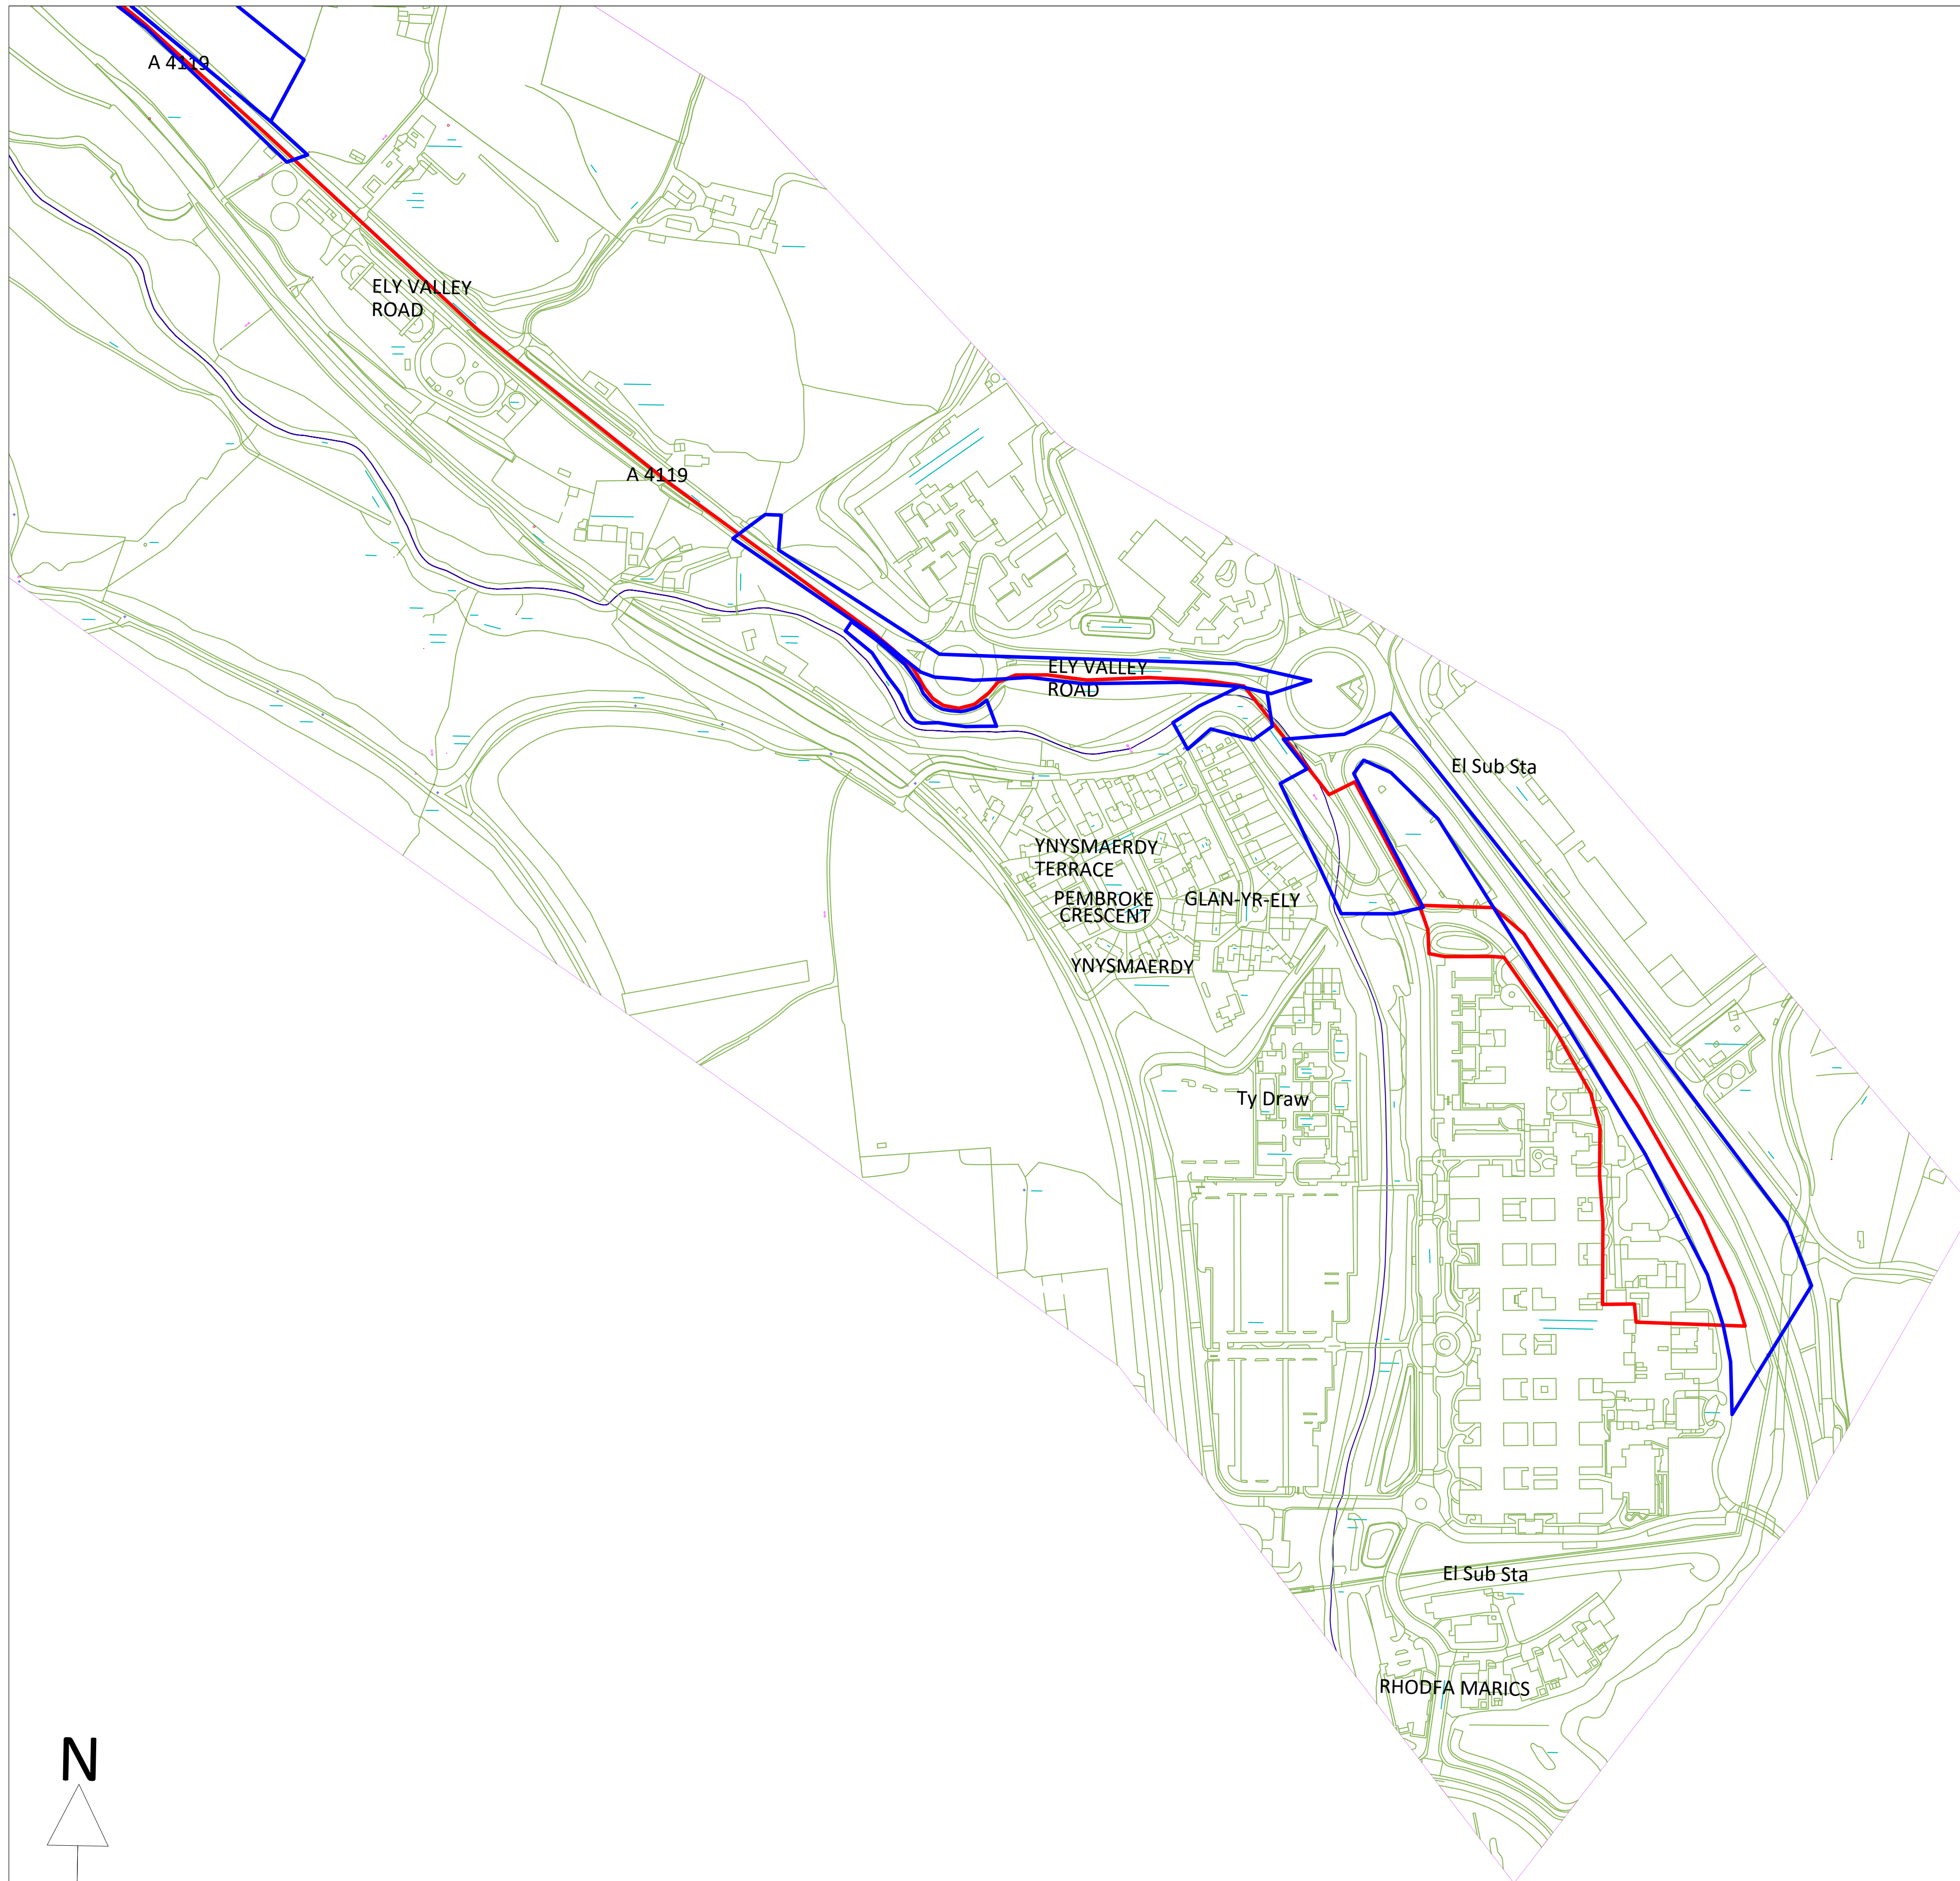 A 4119
ELY VALLEY
ROAD
A 4119
ELY VALLEY
ROAD
El Sub Sta
YNYSMAERDY
TERRACE
PEMBROKE
CRESCENT
GLAN-YR-ELY
YNYSMAERDY
Ty Draw
El Sub Sta
RHODFA MARICS
N